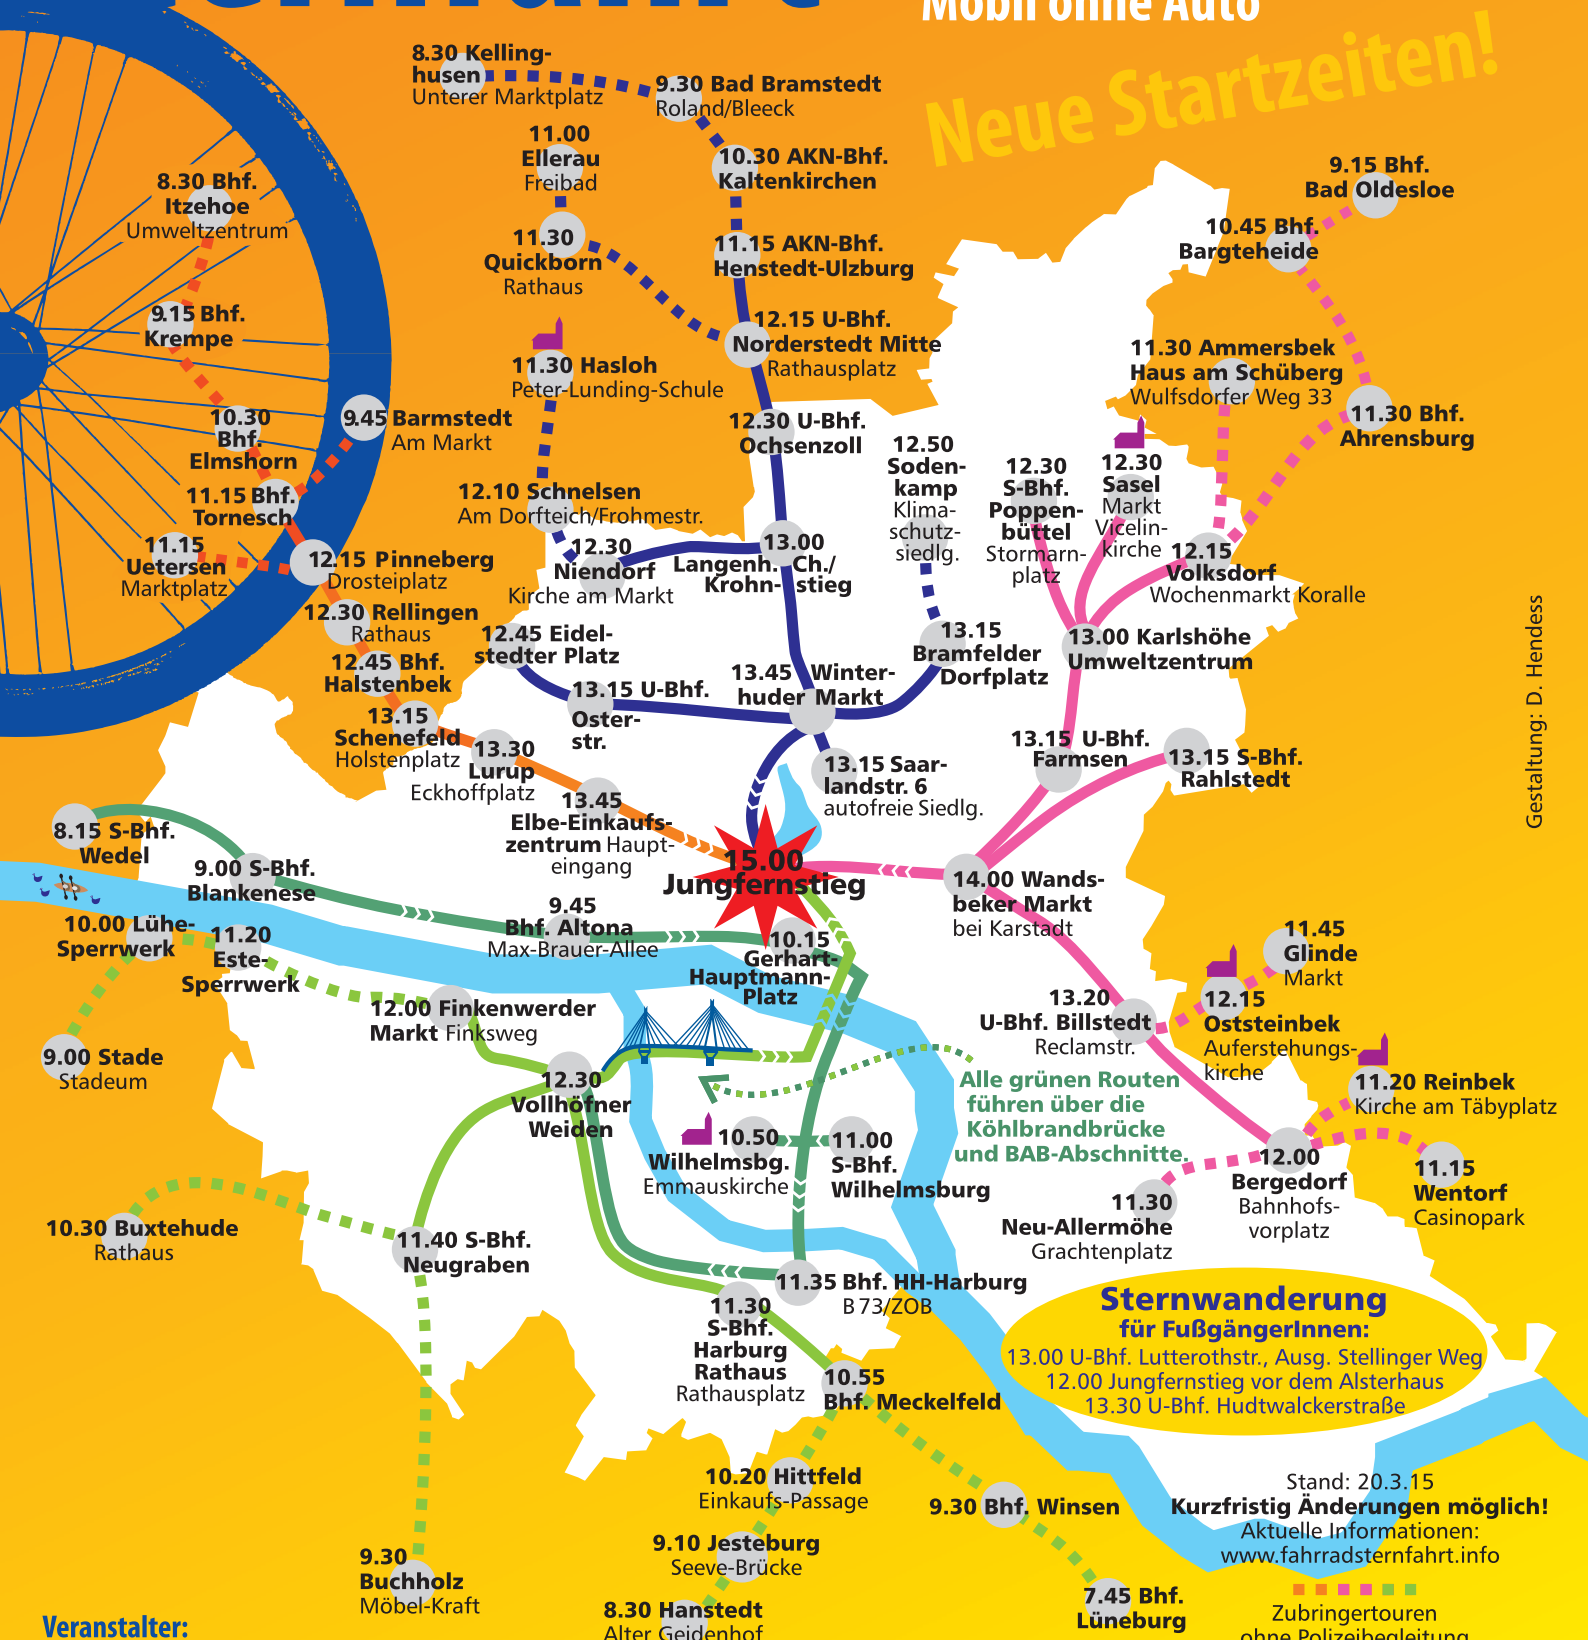 Mobil ohne Auto
Neue Startzeiten!
8.30 Kelling-
husen
Unterer Marktplatz
9.30 Bad Bramstedt
Roland/Bleeck
11.00
Ellerau
Freibad
10.30 AKN-Bhf.
Kaltenkirchen
9.15 Bhf.
Bad Oldesloe
8.30 Bhf.
Itzehoe
Umweltzentrum
11.30
Quickborn
Rathaus
11.15 AKN-Bhf.
Henstedt-Ulzburg
10.45 Bhf.
Bargteheide
9.15 Bhf.
Krempe
12.15 U-Bhf.
Norderstedt Mitte
Rathausplatz
11.30 Hasloh
Peter-Lunding-Schule
11.30 Ammersbek
Haus am Schüberg
Wulfsdorfer Weg 33
10.30
Bhf.
Elmshorn
9.45 Barmstedt
Am Markt
12.30 U-Bhf.
Ochsenzoll
11.30 Bhf.
Ahrensburg
12.50
Soden-
kamp
Klima-
schutz-
siedlg.
12.30
S-Bhf.
Poppen-
büttel
Stormarn-
platz
12.30
Sasel
Markt
Vicelin-
kirche
11.15 Bhf.
Tornesch
12.10 Schnelsen
Am Dorfteich/Frohmestr.
11.15
Uetersen
Marktplatz
12.15 Pinneberg
Drosteiplatz
12.30
Niendorf
Kirche am Markt
13.00
Langenh. Ch./
Krohn-stieg
12.15
Volksdorf
Wochenmarkt Koralle
12.30 Rellingen
Rathaus
12.45 Eidel-
stedter Platz
13.15
Bramfelder
Dorfplatz
13.00 Karlshöhe
Umweltzentrum
12.45 Bhf.
Halstenbek
13.15 U-Bhf.
Oster-
str.
13.45 Winter-
huder Markt
13.15
Schenefeld
Holstenplatz
13.30
Lurup
Eckhoffplatz
13.15 Saar-
landstr. 6
autofreie Siedlg.
13.15 U-Bhf.
Farmsen
13.15 S-Bhf.
Rahlstedt
Gestaltung: D. Hendess
13.45
Elbe-Einkaufs-
zentrum Haupt-
eingang
8.15 S-Bhf.
Wedel
9.00 S-Bhf.
Blankenese
15.00
Jungfernstieg
14.00 Wands-
beker Markt
bei Karstadt
10.00 Lühe-
Sperrwerk
11.20
Este-
Sperrwerk
9.45
Bhf. Altona
Max-Brauer-Allee
10.15
Gerhart-
Hauptmann-
Platz
11.45
Glinde
Markt
12.00 Finkenwerder
Markt Finksweg
13.20
U-Bhf. Billstedt
Reclamstr.
12.15
Oststeinbek
Auferstehungs-
kirche
9.00 Stade
Stadeum
12.30
Vollhöfner
Weiden
Alle grünen Routen
führen über die
Köhlbrandbrücke
und BAB-Abschnitte.
11.20 Reinbek
Kirche am Täbyplatz
10.50
Wilhelmsbg.
Emmauskirche
11.00
S-Bhf.
Wilhelmsburg
12.00
Bergedorf
Bahnhofs-
vorplatz
11.15
Wentorf
Casinopark
11.30
Neu-Allermöhe
Grachtenplatz
10.30 Buxtehude
Rathaus
11.40 S-Bhf.
Neugraben
11.35 Bhf. HH-Harburg
B 73/ZOB
11.30
S-Bhf.
Harburg
Rathaus
Rathausplatz
Sternwanderung
für FußgängerInnen:
13.00 U-Bhf. Lutterothstr., Ausg. Stellinger Weg
12.00 Jungfernstieg vor dem Alsterhaus
13.30 U-Bhf. Hudtwalckerstraße
10.55
Bhf. Meckelfeld
10.20 Hittfeld
Einkaufs-Passage
9.30 Bhf. Winsen
Stand: 20.3.15
Kurzfristig Änderungen möglich!
Aktuelle Informationen:
www.fahrradsternfahrt.info
9.10 Jesteburg
Seeve-Brücke
9.30
Buchholz
Möbel-Kraft
7.45 Bhf.
Lüneburg
8.30 Hanstedt
Alter Geidenhof
Zubringertouren
ohne Polizeibegleitung
Veranstalter: